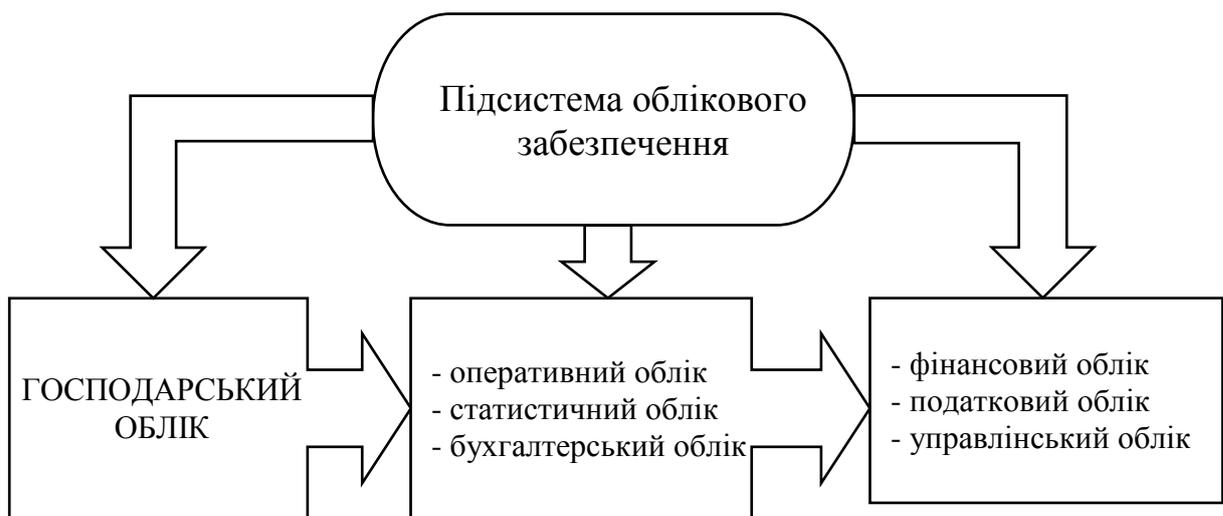 Підсистема облікового
забезпечення
ГОСПОДАРСЬКИЙ
ОБЛІК
- оперативний облік
- статистичний облік
- бухгалтерський облік
- фінансовий облік
- податковий облік
- управлінський облік